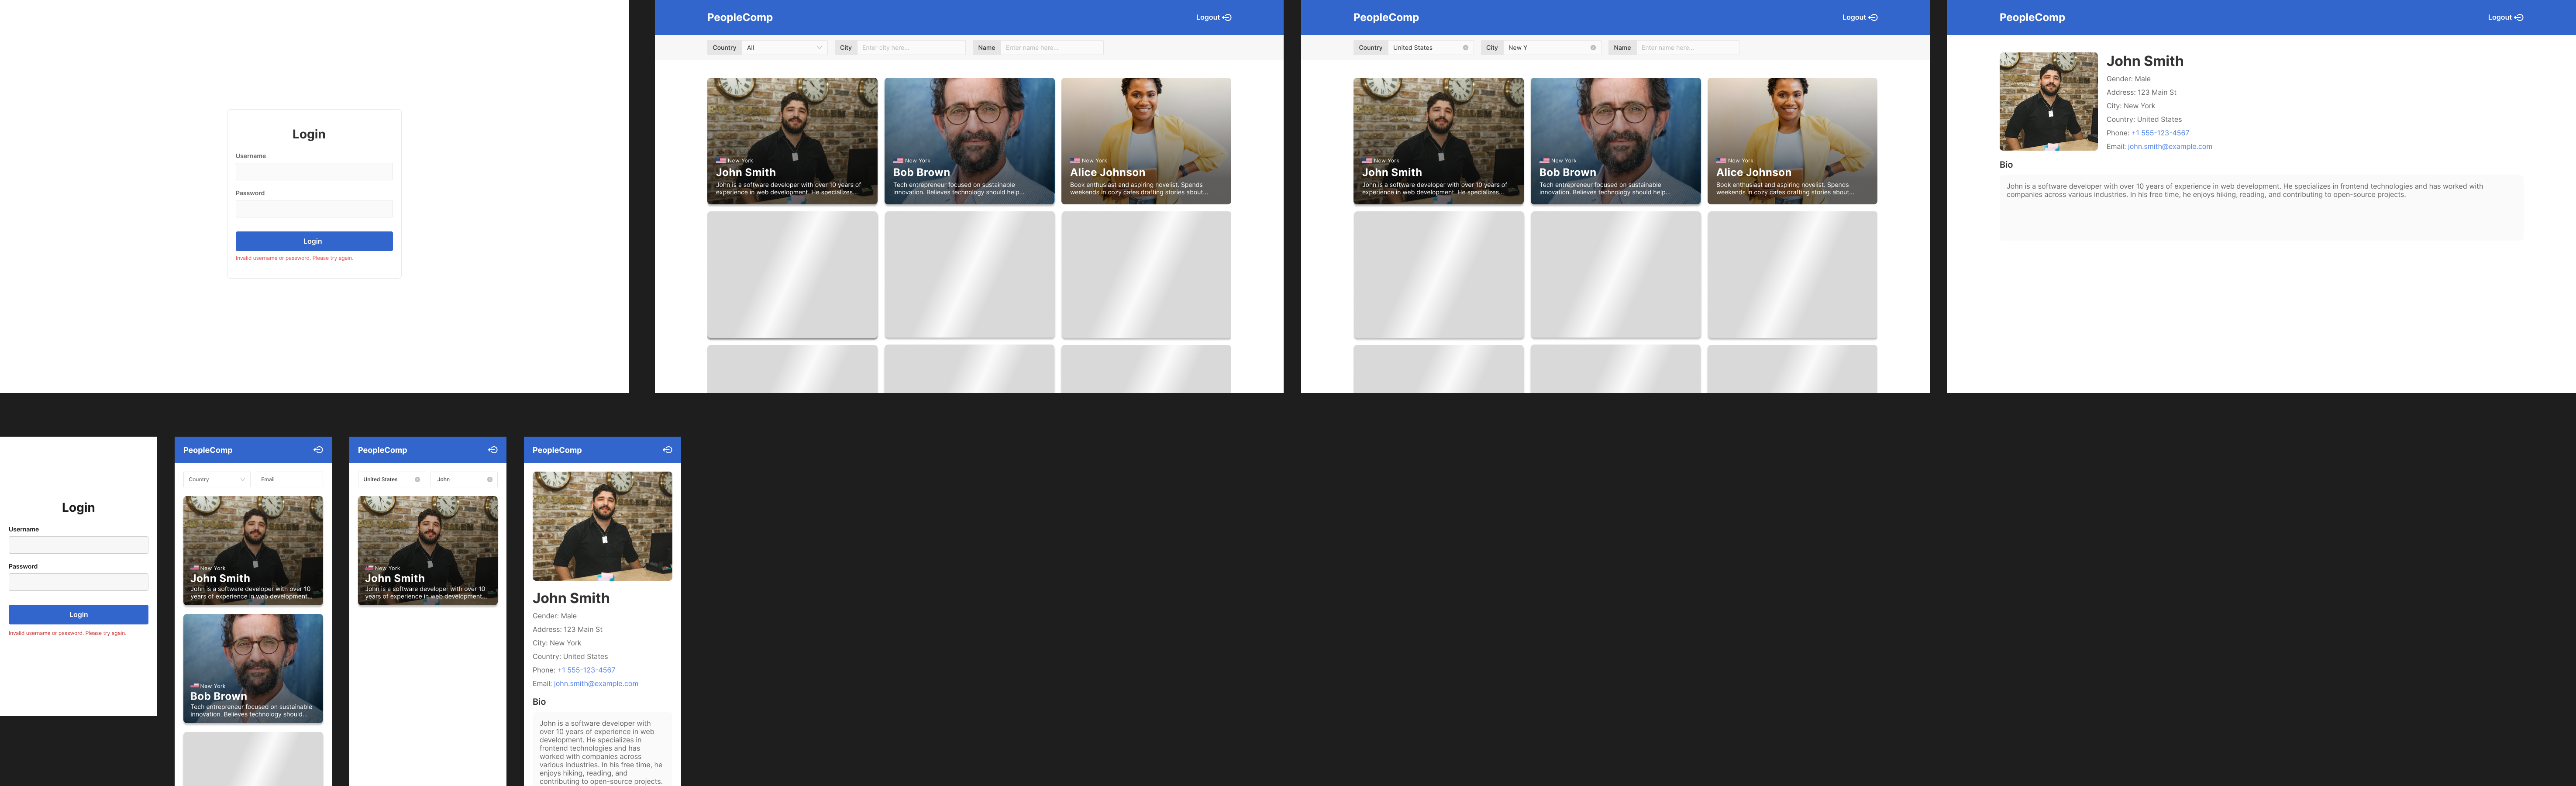 Login
Username
Password
Login
Invalid username or password. Please try again.
PeopleComp
Logout
Country
All
City
Enter city here...
Name
Enter name here...
New York
John Smith
John is a software developer with over 10 years of
experience in web development. He specializes...
New York
Bob Brown
Tech entrepreneur focused on sustainable
innovation. Believes technology should help...
New York
Alice Johnson
Book enthusiast and aspiring novelist. Spends
weekends in cozy cafes drafting stories about...
PeopleComp
Logout
Country
United States
City
New Y
Name
Enter name here...
New York
John Smith
John is a software developer with over 10 years of
experience in web development. He specializes...
New York
Bob Brown
Tech entrepreneur focused on sustainable
innovation. Believes technology should help...
New York
Alice Johnson
Book enthusiast and aspiring novelist. Spends
weekends in cozy cafes drafting stories about...
PeopleComp
Logout
John Smith
Gender: Male
Address: 123 Main St
City: New York
Country: United States
Phone: +1 555-123-4567
Email: john.smith@example.com
Bio
John is a software developer with over 10 years of experience in web development. He specializes in frontend technologies and has worked with
companies across various industries. In his free time, he enjoys hiking, reading, and contributing to open-source projects.
Login
Username
Password
Login
Invalid username or password. Please try again.
PeopleComp
Country
Email
New York
John Smith
John is a software developer with over 10
years of experience in web development...
New York
Bob Brown
Tech entrepreneur focused on sustainable
innovation. Believes technology should...
PeopleComp
United States
John
New York
John Smith
John is a software developer with over 10
years of experience in web development...
PeopleComp
John Smith
Gender: Male
Address: 123 Main St
City: New York
Country: United States
Phone: +1 555-123-4567
Email: john.smith@example.com
Bio
John is a software developer with
over 10 years of experience in web
development. He specializes in
frontend technologies and has
worked with companies across
various industries. In his free time, he
enjoys hiking, reading, and
contributing to open-source projects.